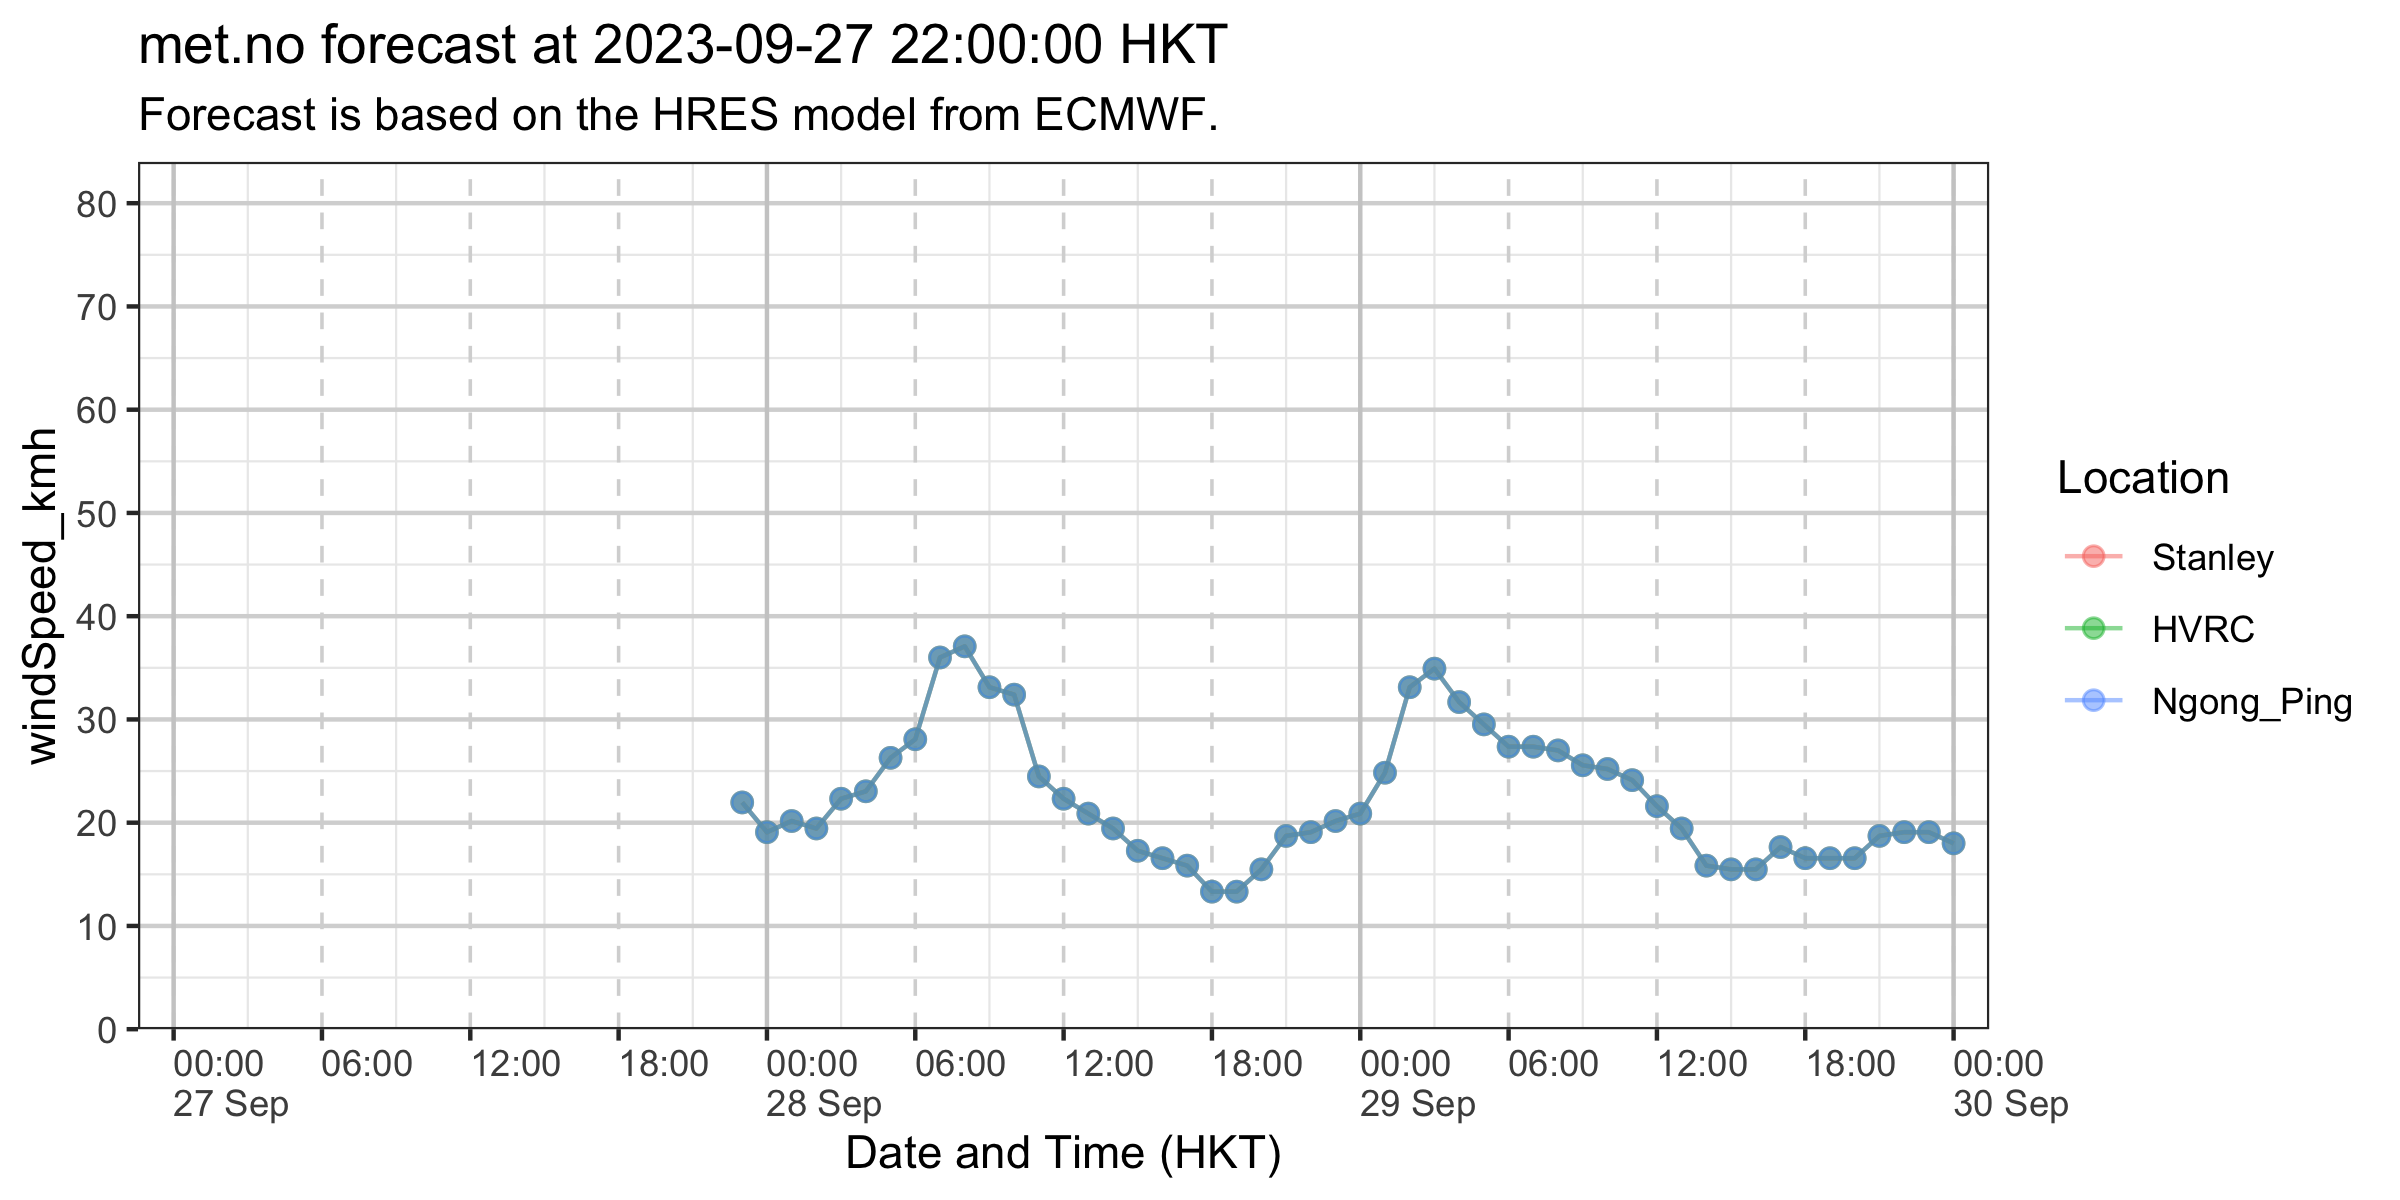 met.no forecast at 2023-09-27 22:00:00 HKT
Forecast is based on the HRES model from ECMWF.
windSpeed_kmh
80
70
60
50
40
30
20
10
0
00:00 06:00 12:00 18:00 00:00 06:00 12:00 18:00 00:00 06:00 12:00 18:00 00:00
27 Sep 28 Sep 29 Sep 30 Sep
Date and Time (HKT)
Location
Stanley
HVRC
Ngong_Ping